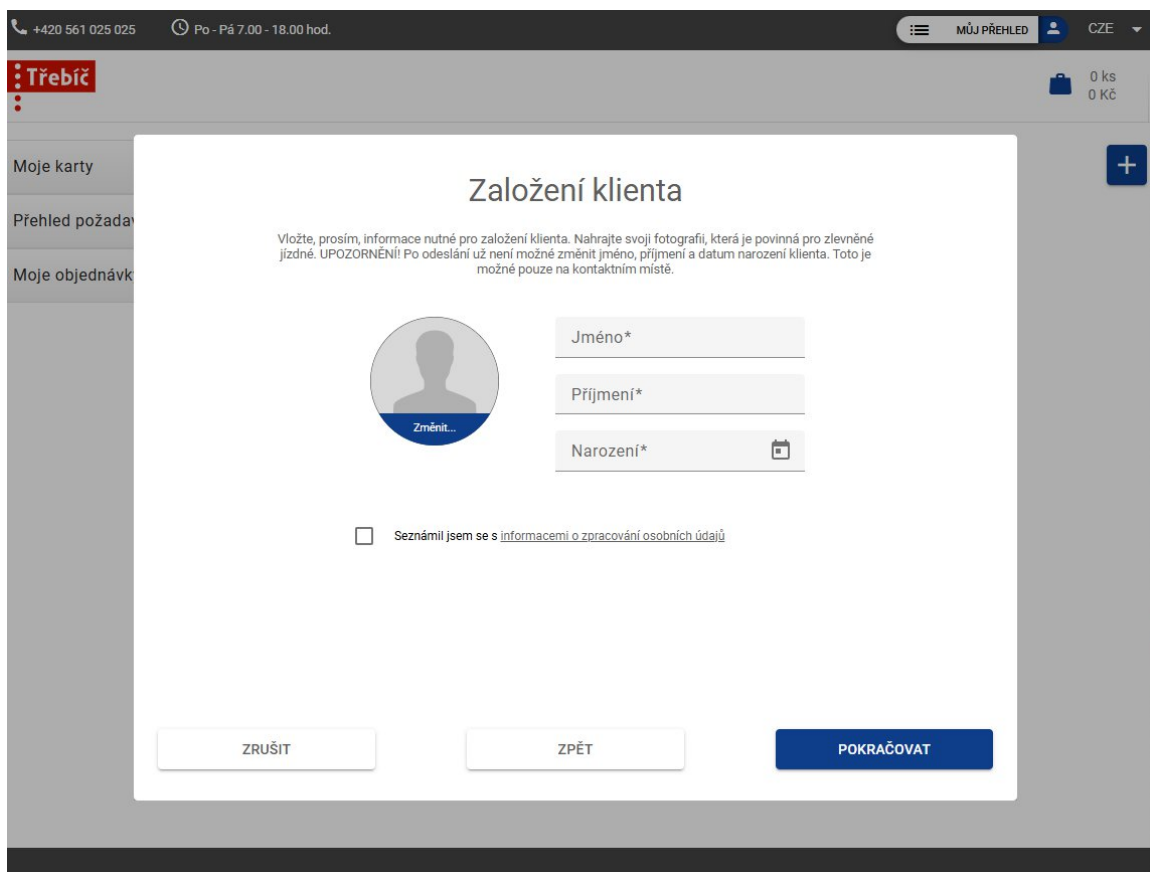 +420 561 025 025 Po - Pá 7.00 - 18.00 hod. MŮJ PŘEHLED CZE
Třebíč
0 ks
0 Kč
Moje karty
Přehled požadav
Moje objednávk
Založení klienta
Vložte, prosím, informace nutné pro založení klienta. Nahrajte svoji fotografii, která je povinná pro zlevněné
jízdné. UPOZORNĚNÍ! Po odeslání už není možné změnit jméno, příjmení a datum narození klienta. Toto je
možné pouze na kontaktním místě.
Změnit...
Jméno*
Příjmení*
Narození*
Seznámil jsem se s informacemi o zpracování osobních údajů
ZRUŠIT ZPĚT POKRAČOVAT